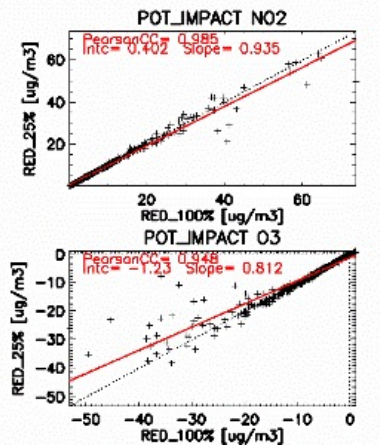 POT_IMPACT NO2
PearsonCC= 0.985
Intc= 0.402 Slope= 0.935
60
40
20
RED_25% [ug/m3]
20 40 60
RED_100% [ug/m3]
POT_IMPACT O3
PearsonCC= 0.948
Intc= -1.23 Slope= 0.812
0
-10
-20
-30
-40
-50
RED_25% [ug/m3]
-50 -40 -30 -20 -10 0
RED_100% [ug/m3]